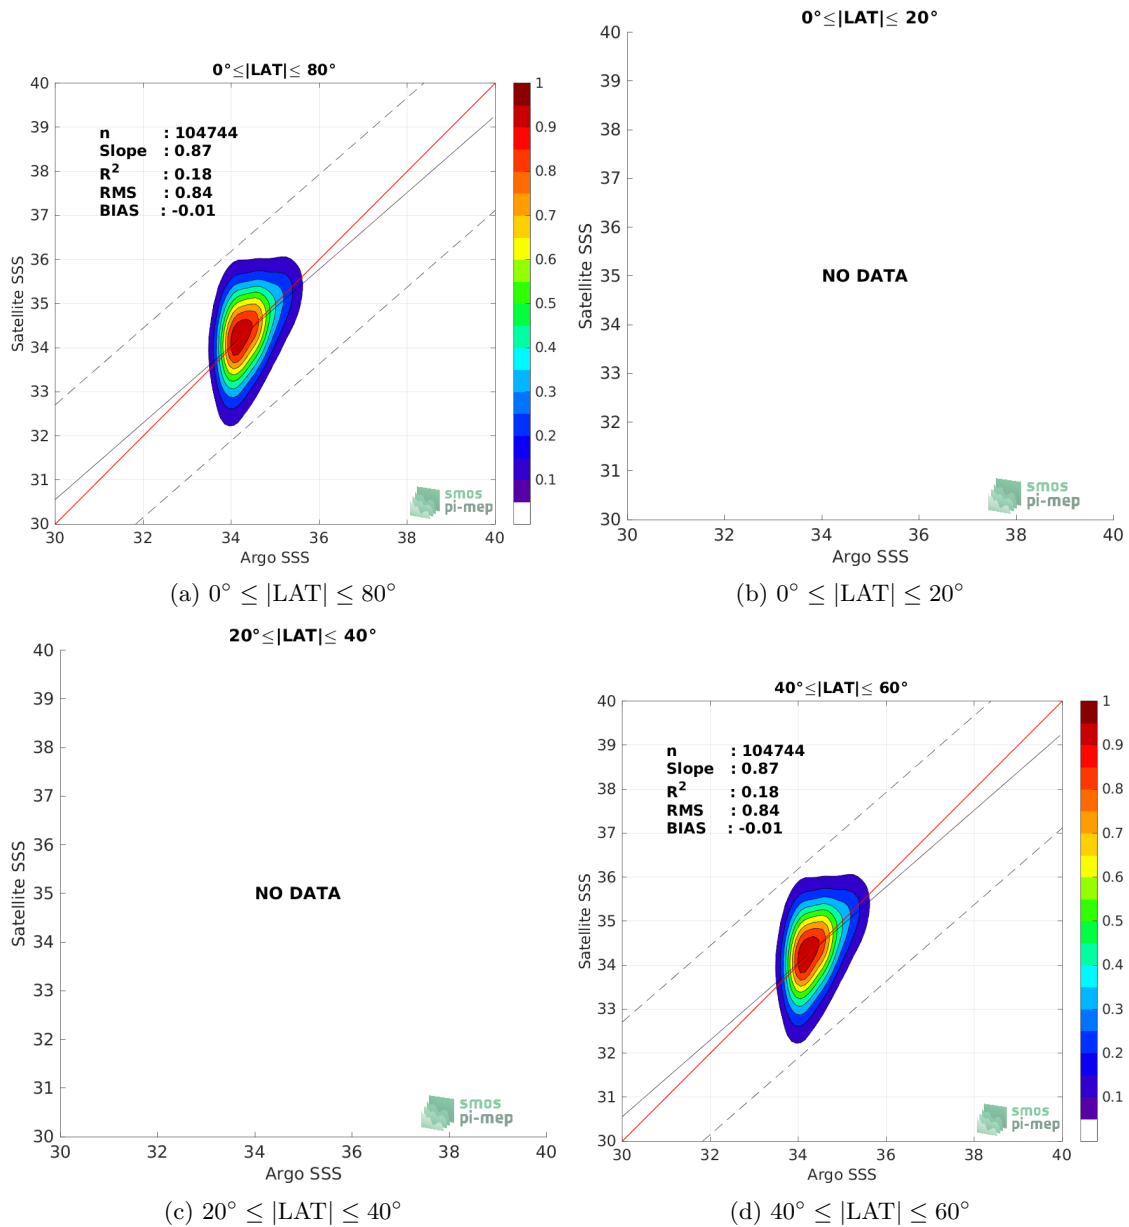 0°≤|LAT|≤ 80°
40
39
38
37
36
35
34
33
32
31
30
Satellite SSS
n : 104744
Slope : 0.87
R² : 0.18
RMS : 0.84
BIAS : -0.01
smos
pi-mep
30 32 34 36 38 40
Argo SSS
1
0.9
0.8
0.7
0.6
0.5
0.4
0.3
0.2
0.1
(a) 0° ≤ |LAT| ≤ 80°
0°≤|LAT|≤ 20°
40
39
38
37
36
35
34
33
32
31
30
Satellite SSS
NO DATA
smos
pi-mep
30 32 34 36 38 40
Argo SSS
(b) 0° ≤ |LAT| ≤ 20°
20°≤|LAT|≤ 40°
40
39
38
37
36
35
34
33
32
31
30
Satellite SSS
NO DATA
smos
pi-mep
30 32 34 36 38 40
Argo SSS
(c) 20° ≤ |LAT| ≤ 40°
40°≤|LAT|≤ 60°
40
39
38
37
36
35
34
33
32
31
30
Satellite SSS
n : 104744
Slope : 0.87
R² : 0.18
RMS : 0.84
BIAS : -0.01
smos
pi-mep
30 32 34 36 38 40
Argo SSS
1
0.9
0.8
0.7
0.6
0.5
0.4
0.3
0.2
0.1
(d) 40° ≤ |LAT| ≤ 60°